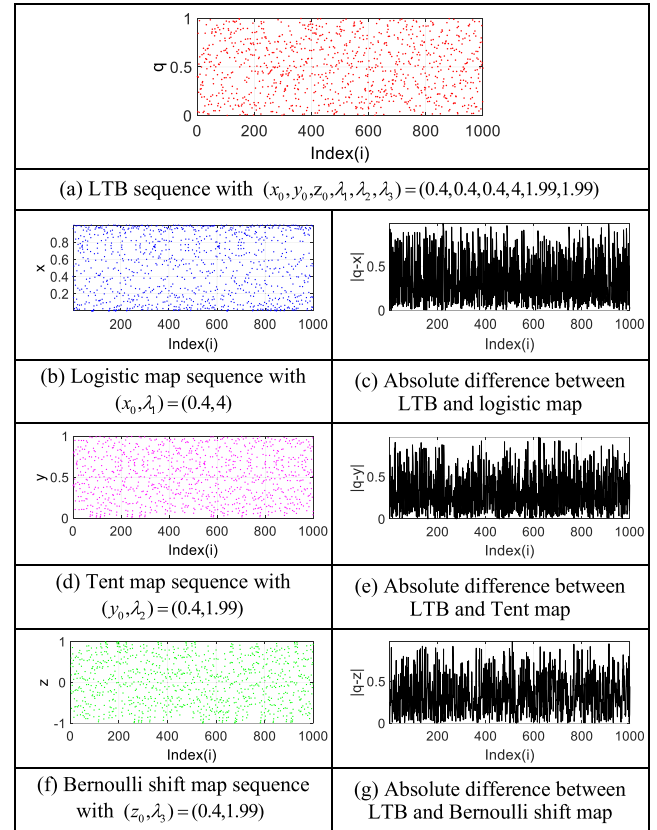 1
0.5
0
q
0 200 400 600 800 1000
Index(i)
(a) LTB sequence with (x₀,y₀,z₀,λ₁,λ₂,λ₃)=(0.4,0.4,0.4,4,1.99,1.99)
0.8
0.6
0.4
0.2
x
200 400 600 800 1000
Index(i)
(b) Logistic map sequence with
(x₀,λ₁)=(0.4,4)
0.5
0
|q-x|
200 400 600 800 1000
Index(i)
(c) Absolute difference between
LTB and logistic map
1
0.5
0
y
200 400 600 800 1000
Index(i)
(d) Tent map sequence with
(y₀,λ₂)=(0.4,1.99)
0.5
0
|q-y|
200 400 600 800 1000
Index(i)
(e) Absolute difference between
LTB and Tent map
1
0
-1
z
200 400 600 800 1000
Index(i)
(f) Bernoulli shift map sequence
with (z₀,λ₃)=(0.4,1.99)
0.5
0
|q-z|
200 400 600 800 1000
Index(i)
(g) Absolute difference between
LTB and Bernoulli shift map